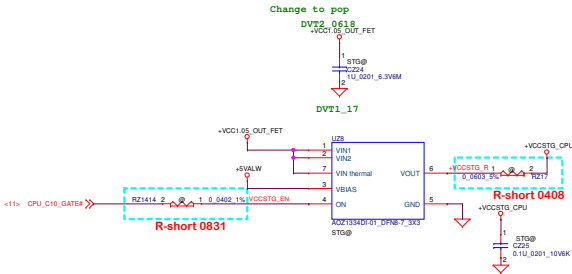 Change to pop
DVT2_0618
+VCC1.05_OUT_FET
1
STG@
CZ24
1U_0201_6.3V6M
2
DVT1_17
+VCC1.05_OUT_FET
UZ8
1 VIN1
2 VIN2
7 VIN thermal VOUT 6
3 VBIAS
4 ON GND 5
AOZ1334DI-01_DFN8-7_3X3
STG@
+5VALW
+VCCSTG_CPU
+VCCSTG_R 1 @ 2
0_0603_5% RZ17
R-short 0408
<11> CPU_C10_GATE#
RZ1414 2 @ 1 0_0402_1% VCCSTG_EN
R-short 0831
+VCCSTG_CPU
1
STG@
CZ25
0.1U_0201_10V6K
2